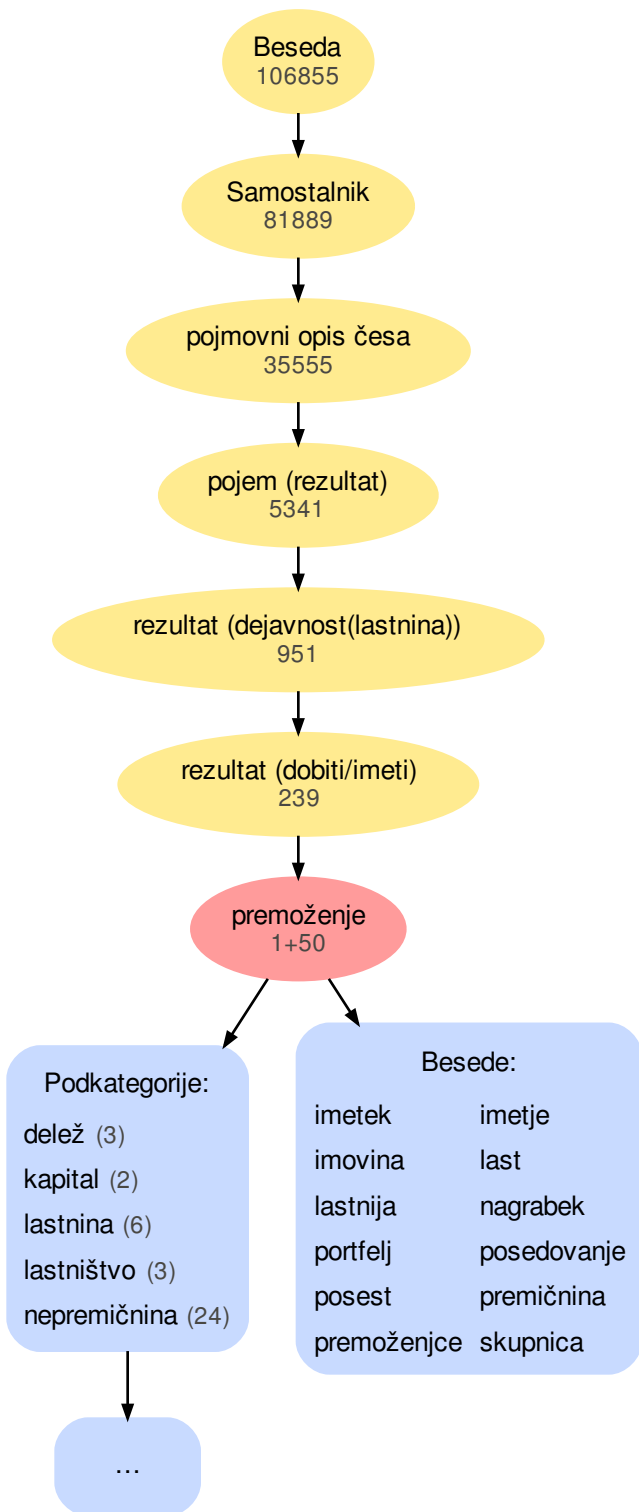 Beseda
106855
Samostalnik
81889
pojmovni opis česa
35555
pojem (rezultat)
5341
rezultat (dejavnost(lastnina))
951
rezultat (dobiti/imeti)
239
premoženje
1+50
Podkategorije:
delež (3)
kapital (2)
lastnina (6)
lastništvo (3)
nepremičnina (24)
...
Besede:
imetek imetje
imovina last
lastnija nagrabek
portfelj posedovanje
posest premičnina
premoženjce skupnica